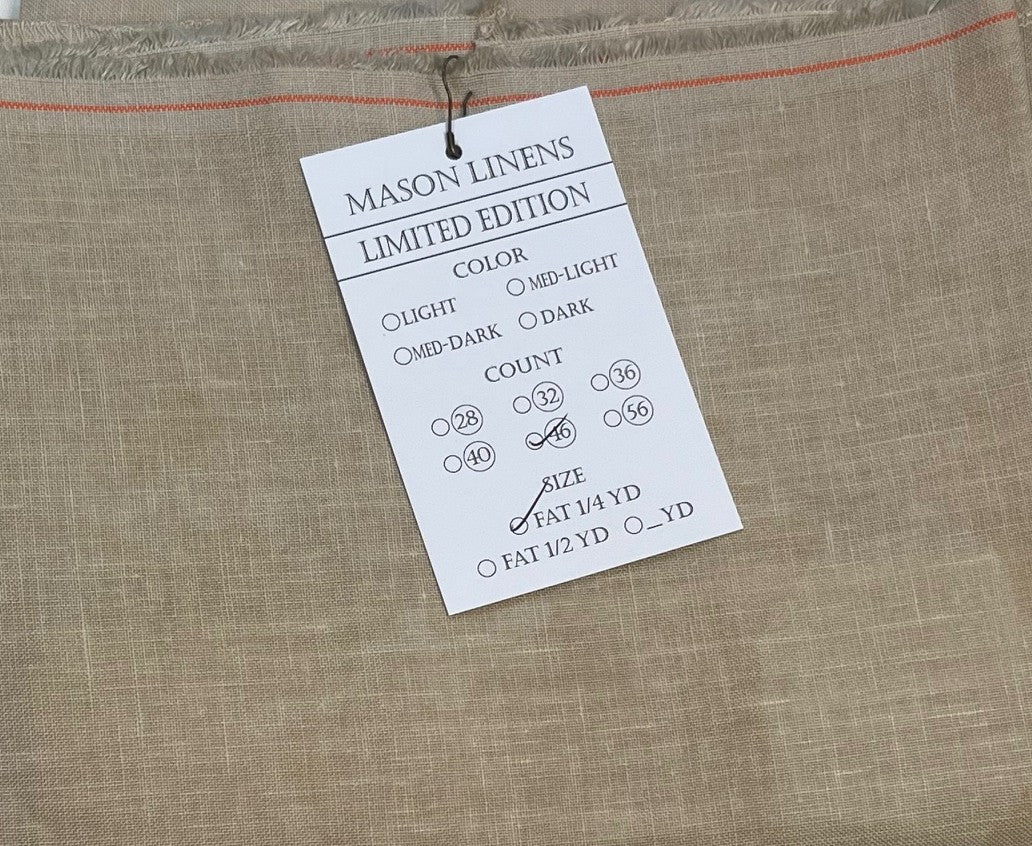 MASON LINENS
LIMITED EDITION
COLOR
LIGHT MED-LIGHT
MED-DARK DARK
COUNT
28 32 36
40 46 56
SIZE
FAT 1/4 YD
FAT 1/2 YD _YD